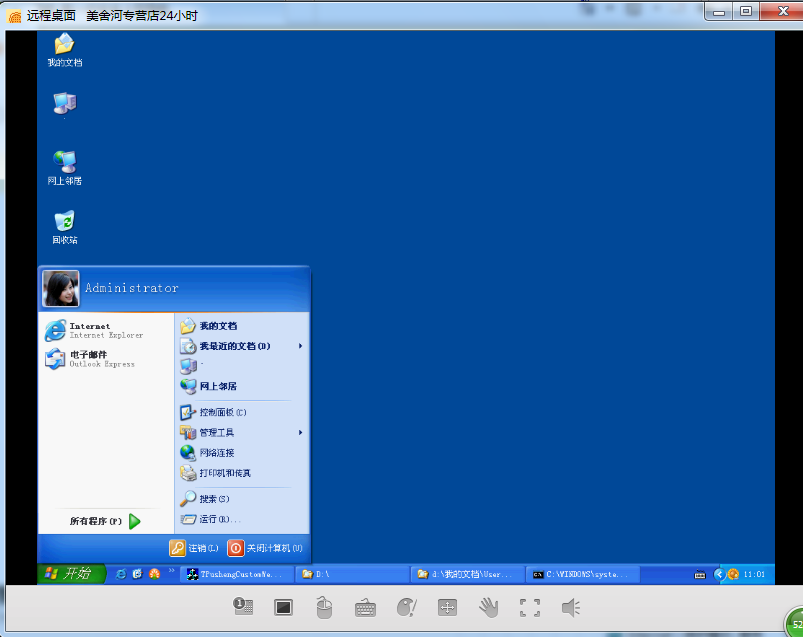 远程桌面 美舍河专营店24小时
我的文档
网上邻居
回收站
Administrator
Internet
Internet Explorer
电子邮件
Outlook Express
所有程序(P)
我的文档
我最近的文档(D)
网上邻居
控制面板(C)
管理工具
网络连接
打印机和传真
搜索(S)
运行(R)...
注销(L)
关闭计算机(U)
开始
TPushengCustomWe...
D:\
d:\我的文档\User...
C:\WINDOWS\syste...
11:01
1
52